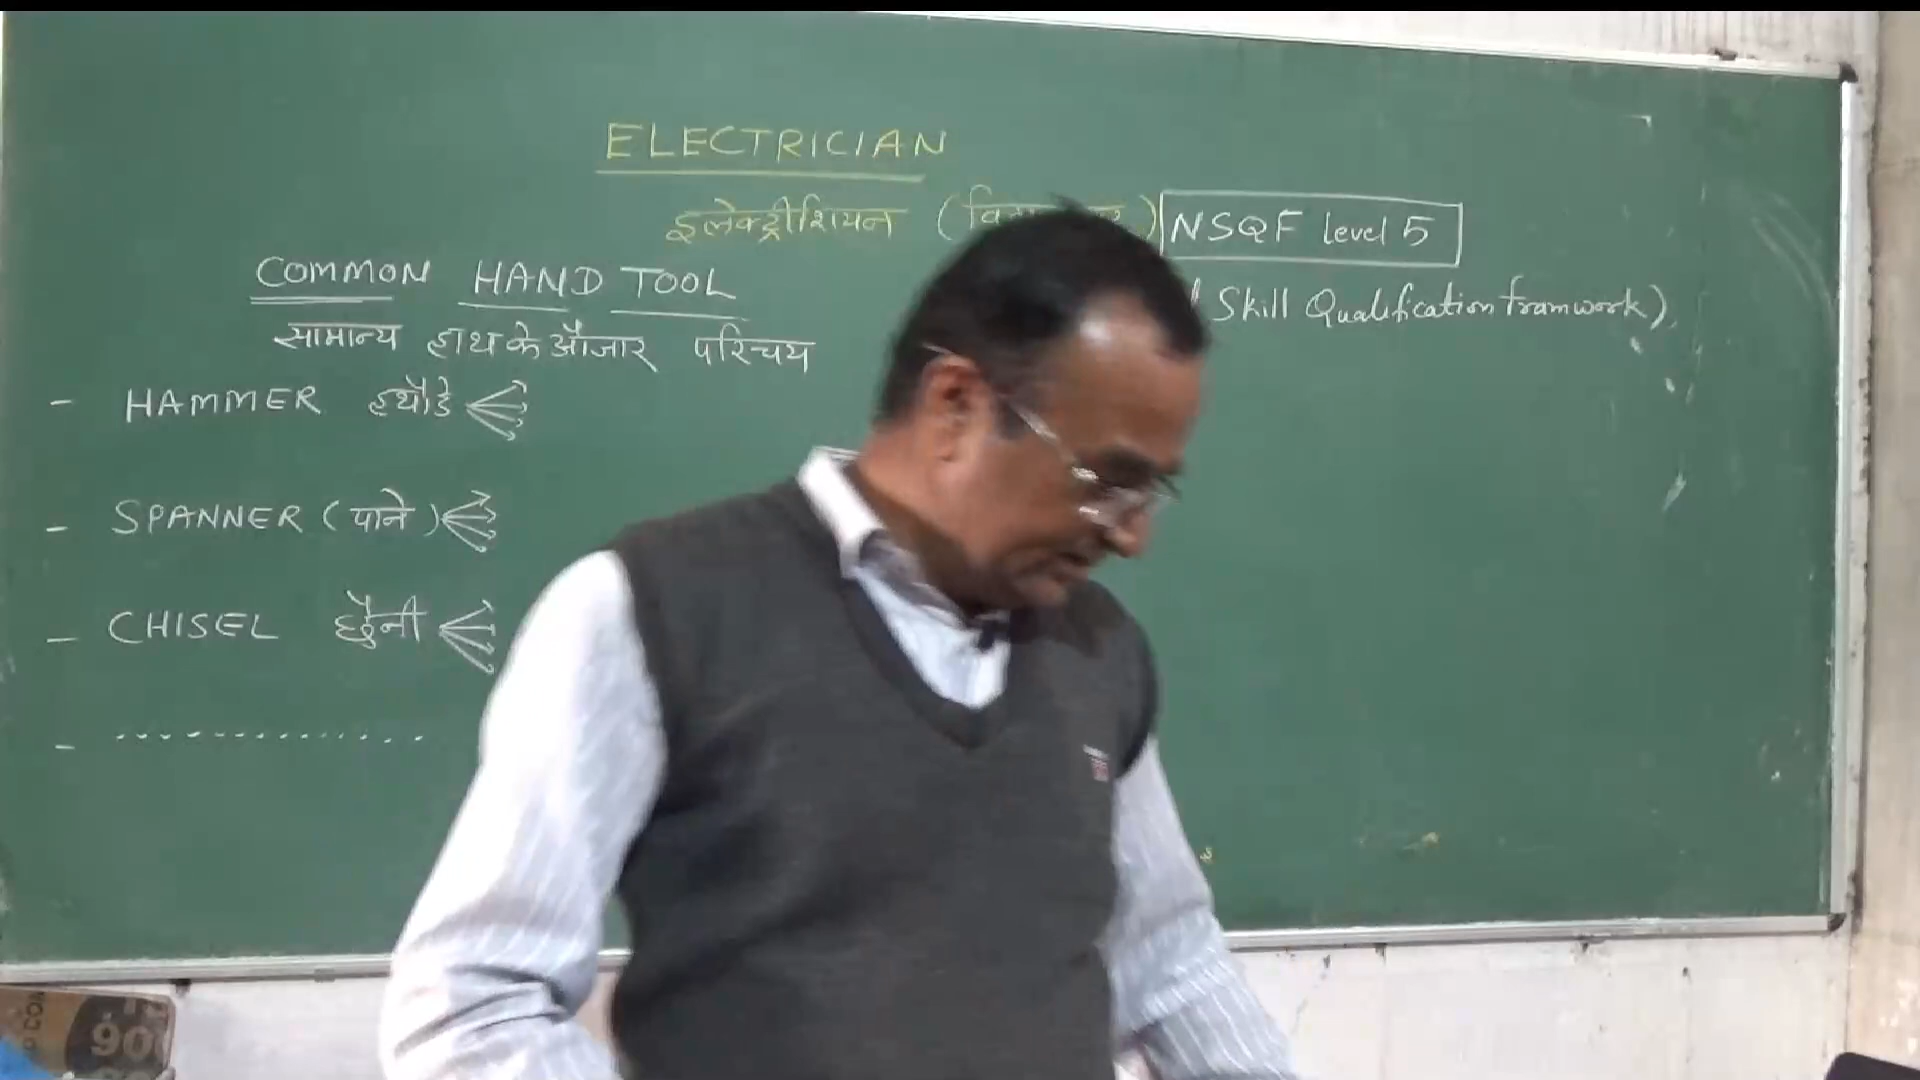 ELECTRICIAN
इलेक्ट्रीशियन
NSQF level 5
Skill Qualification framwork)
COMMON HAND TOOL
सामान्य हाथ के औजार परिचय
- HAMMER हथौडे
- SPANNER (पाने)
- CHISEL छैनी
- ..............
900